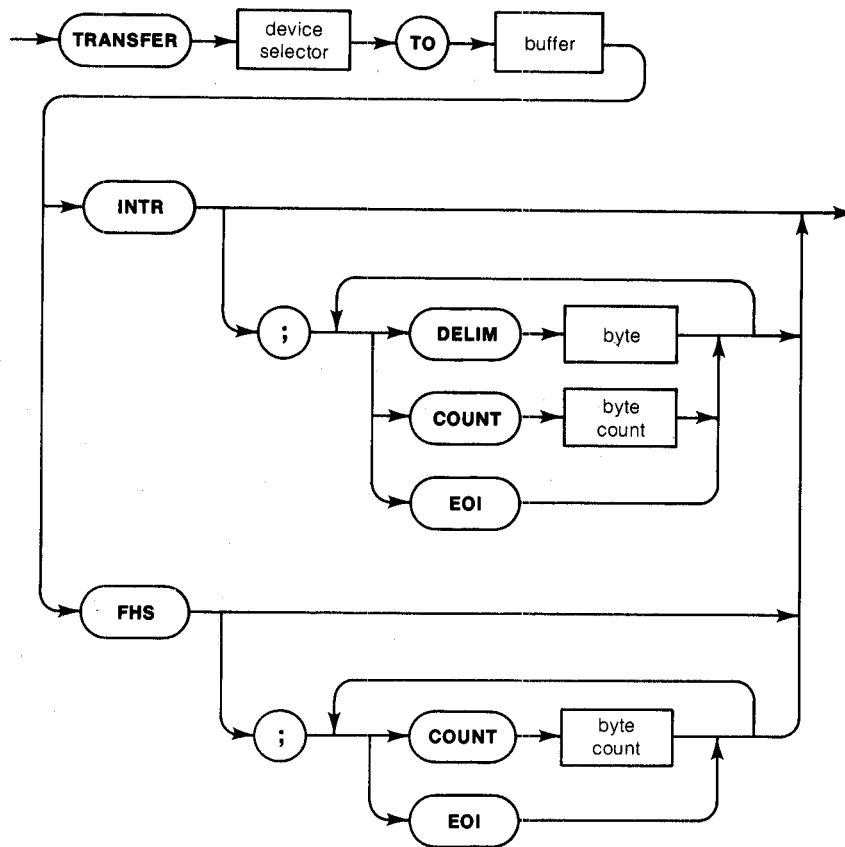 TRANSFER
device
selector
TO
buffer
INTR
;
DELIM
byte
COUNT
byte
count
EOI
FHS
;
COUNT
byte
count
EOI